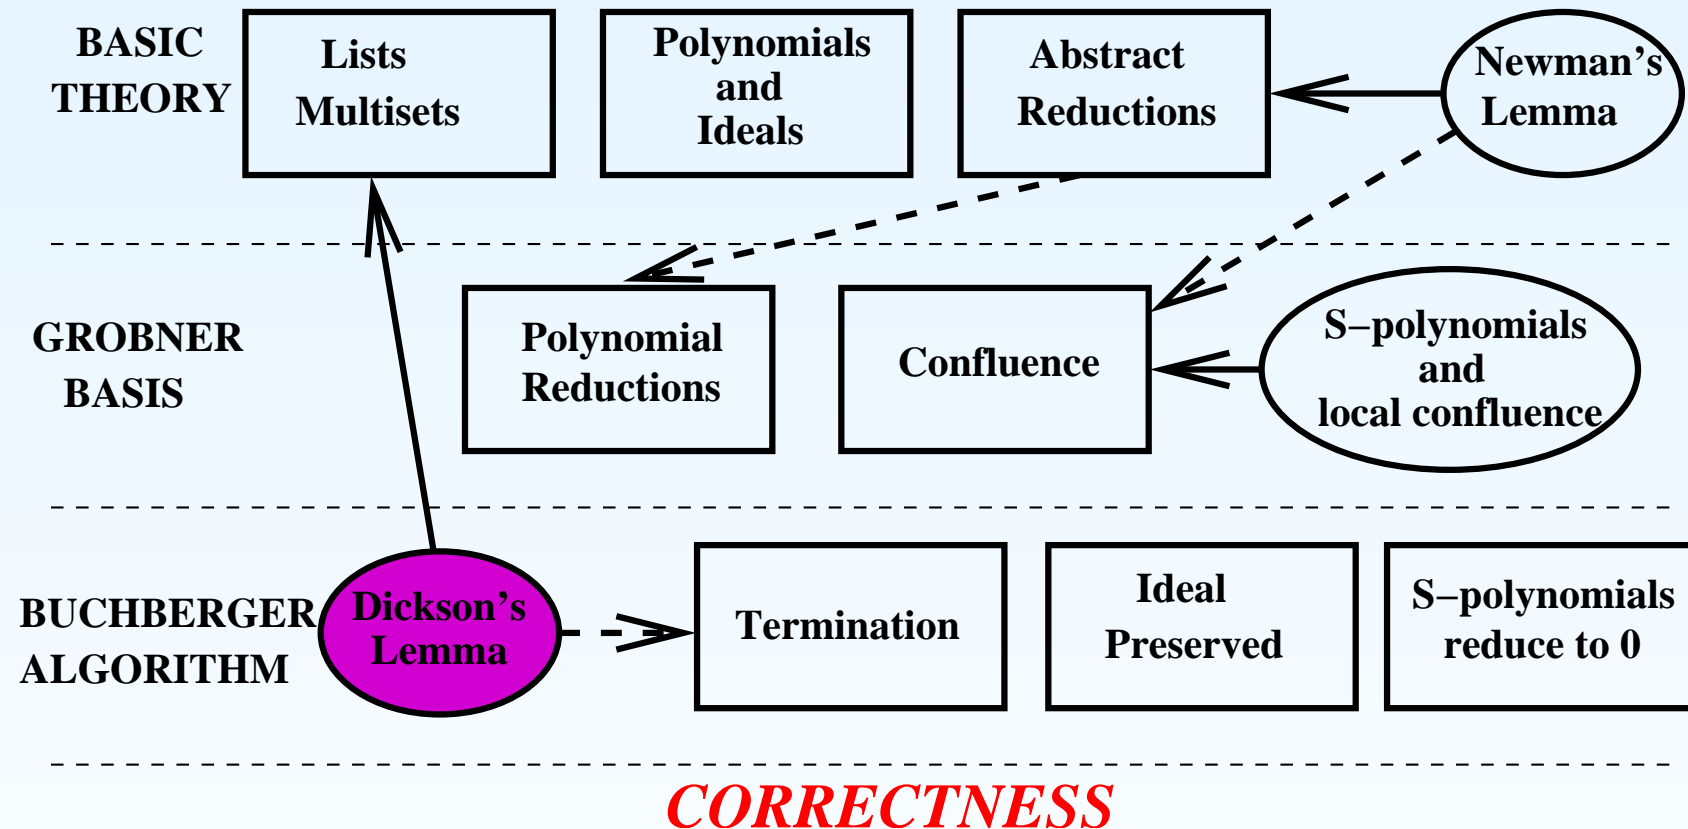 BASIC
THEORY
Lists
Multisets
Polynomials
and
Ideals
Abstract
Reductions
Newman's
Lemma
GROBNER
BASIS
Polynomial
Reductions
Confluence
S−polynomials
and
local confluence
BUCHBERGER
ALGORITHM
Dickson's
Lemma
Termination
Ideal
Preserved
S−polynomials
reduce to 0
CORRECTNESS